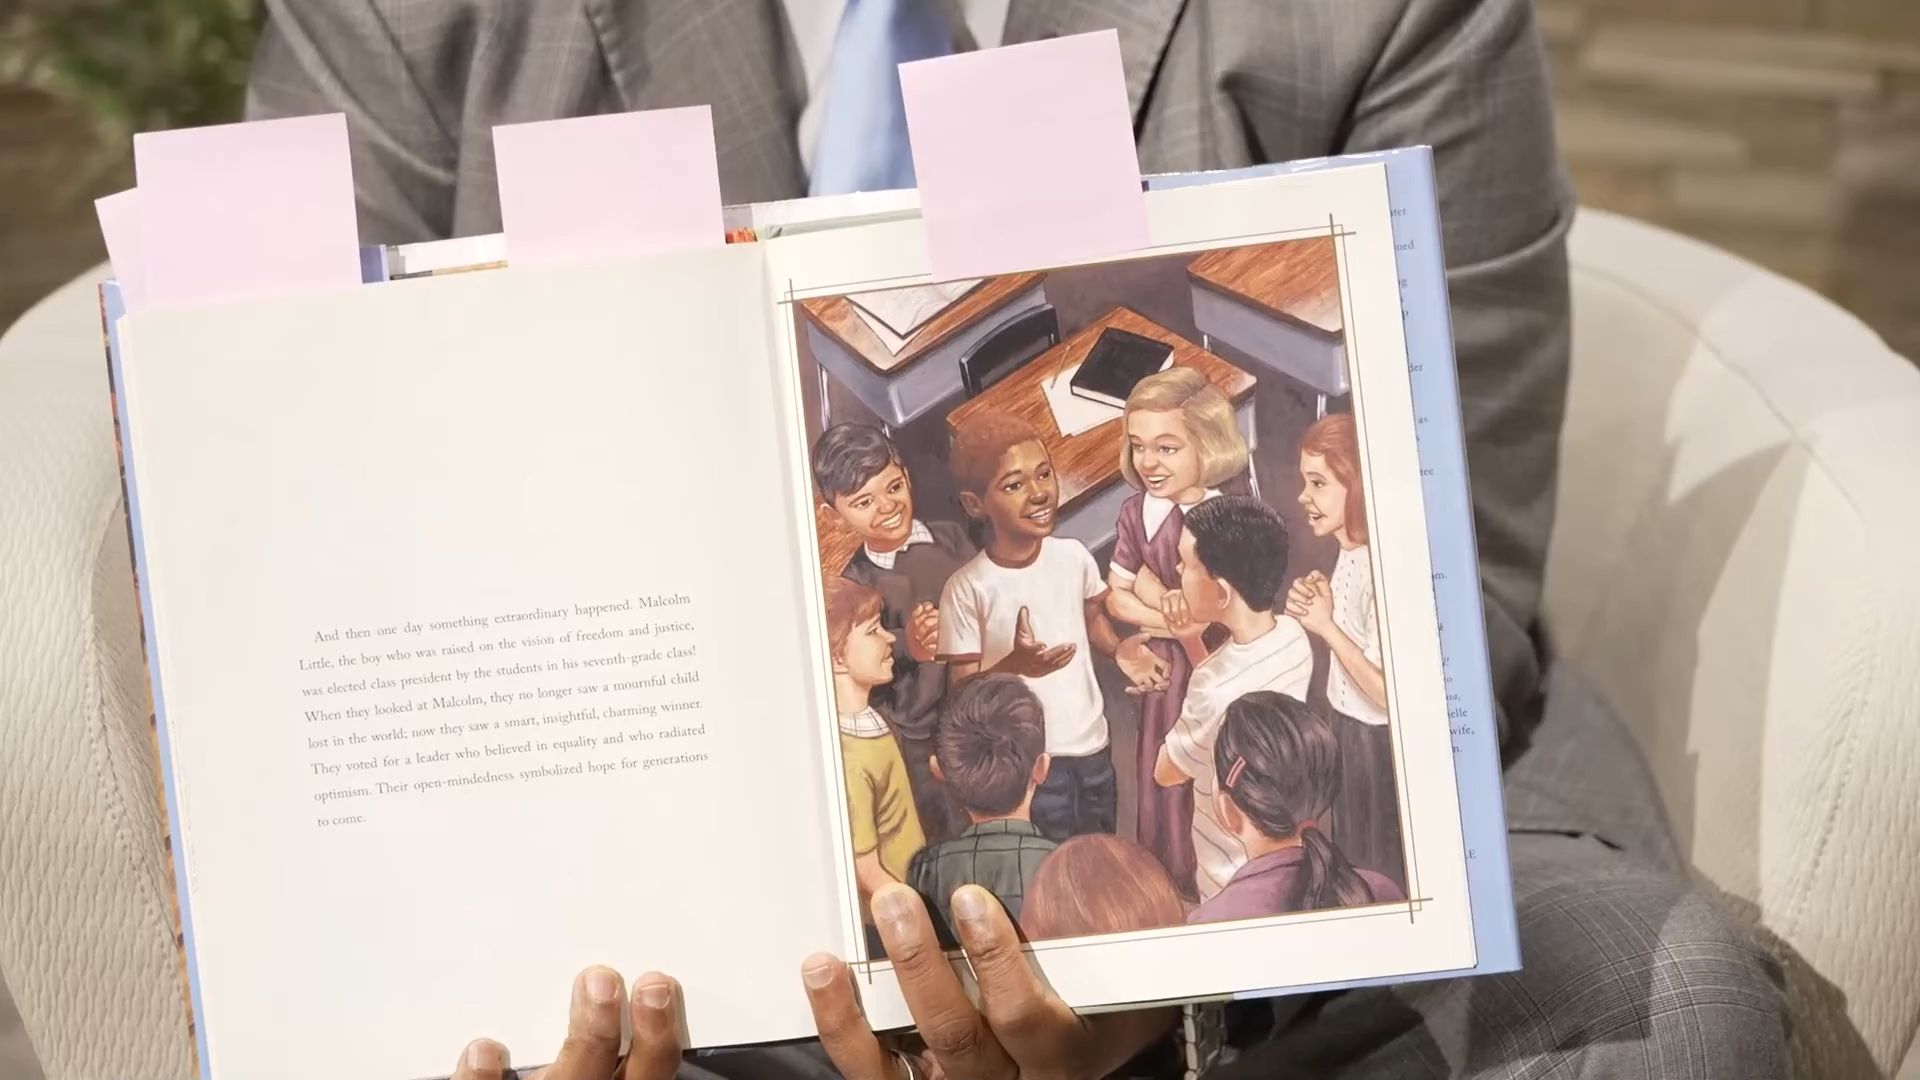 And then one day something extraordinary happened. Malcolm
Little, the boy who was raised on the vision of freedom and justice,
was elected class president by the students in his seventh-grade class!
When they looked at Malcolm, they no longer saw a mournful child
lost in the world; now they saw a smart, insightful, charming winner.
They voted for a leader who believed in equality and who radiated
optimism. Their open-mindedness symbolized hope for generations
to come.
as
wife,